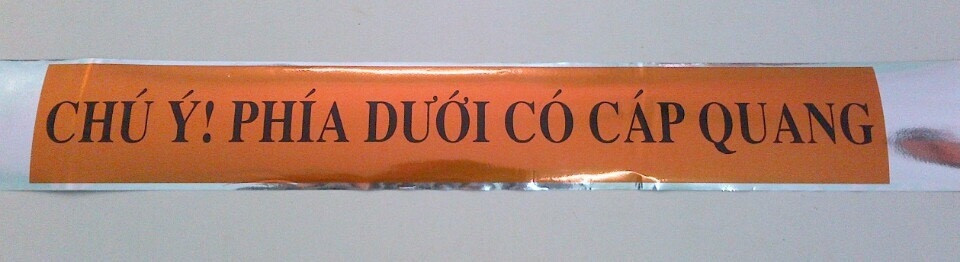 CHÚ Ý! PHÍA DƯỚI CÓ CÁP QUANG